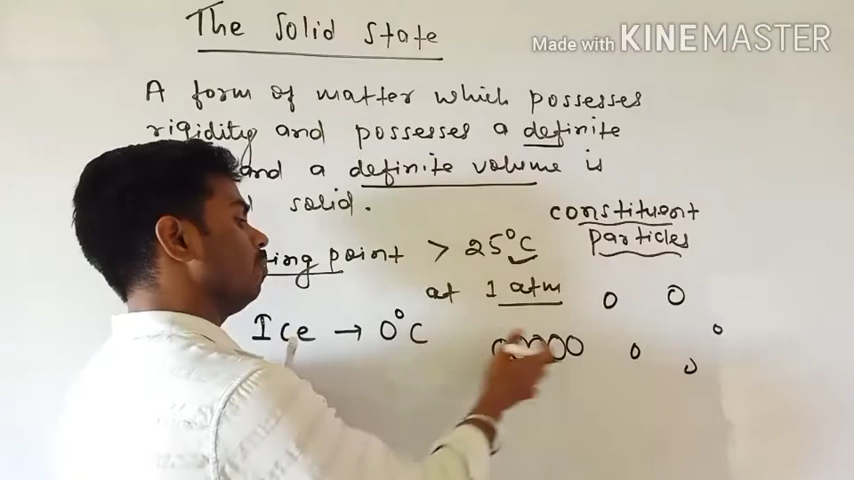 The Solid State
Made with KINEMASTER
A form of matter which possesses
rigidity and possesses a definite
and a definite volume is
solid.
constituent
particles
point > 25°C
at 1 atm
Ice → 0°C